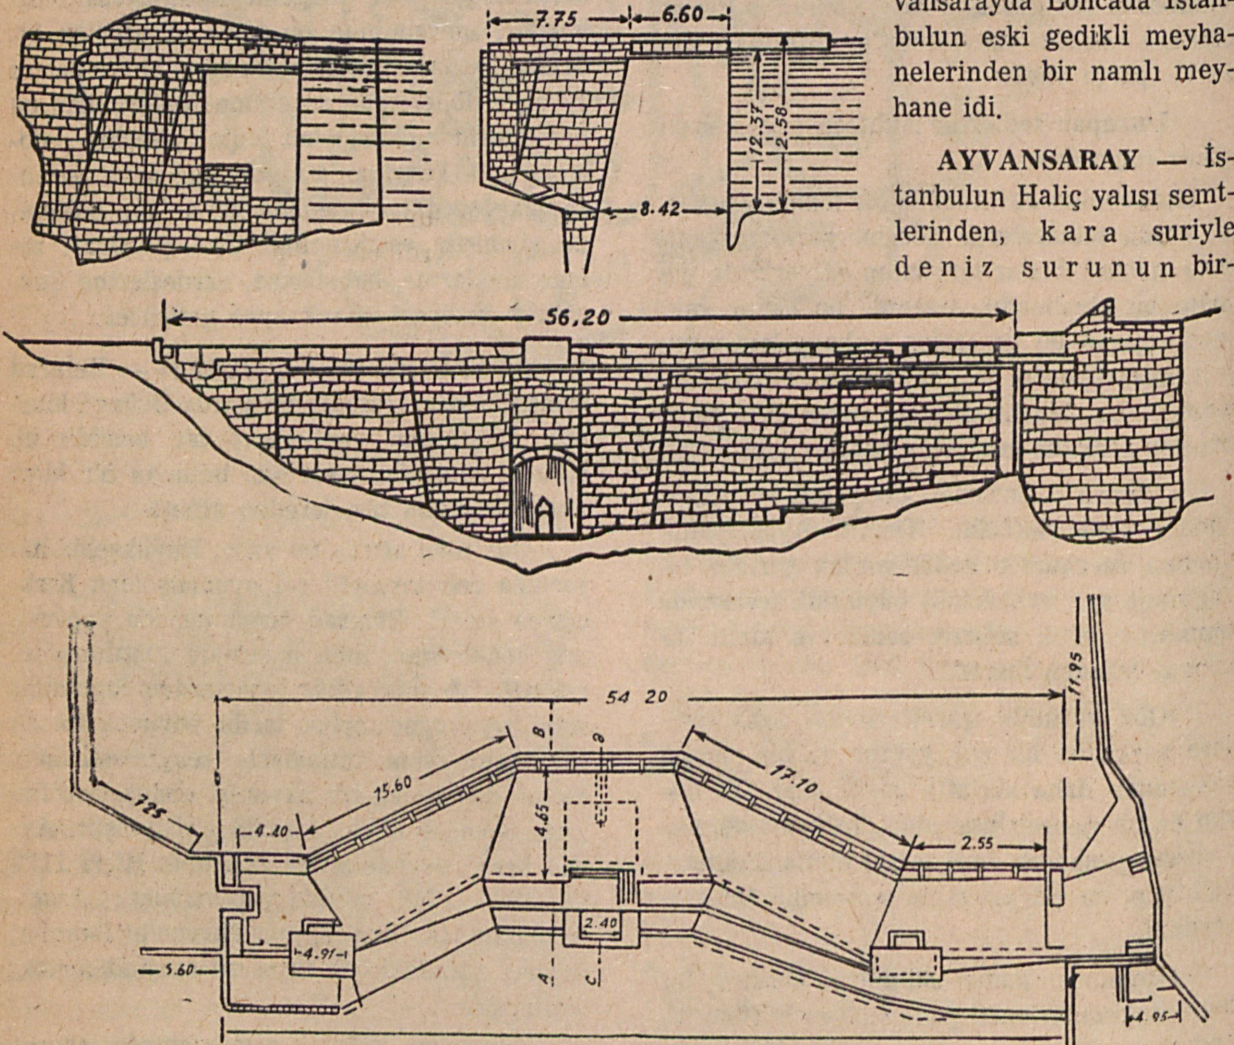 vansarayda Loncada İstan-
bulun eski gedikli meyha-
nelerinden bir namlı mey-
hane idi.
AYVANSARAY — İs-
tanbulun Haliç yalısı semt-
lerinden, kara suriyle
deniz surunun bir-
7.75
6.60
12.37
2.58
8.42
56,20
11.95
54 20
B
15.60
17.10
4.65
7.25
4.40
2.55
2.40
4.91
5.60
A
C
4.95